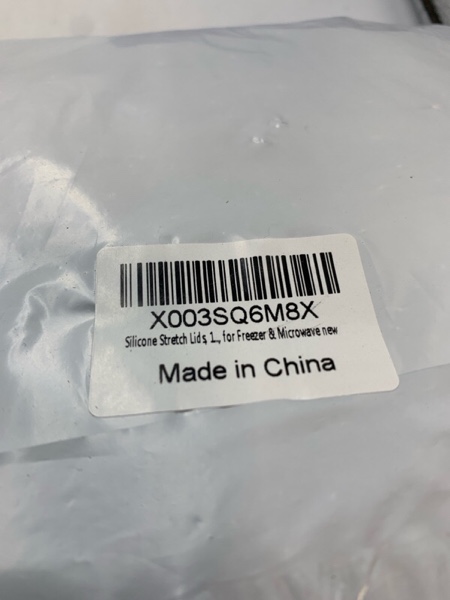 X003SQ6M8X
Silicone Stretch Lids, 1..., for Freezer & Microwave new
Made in China